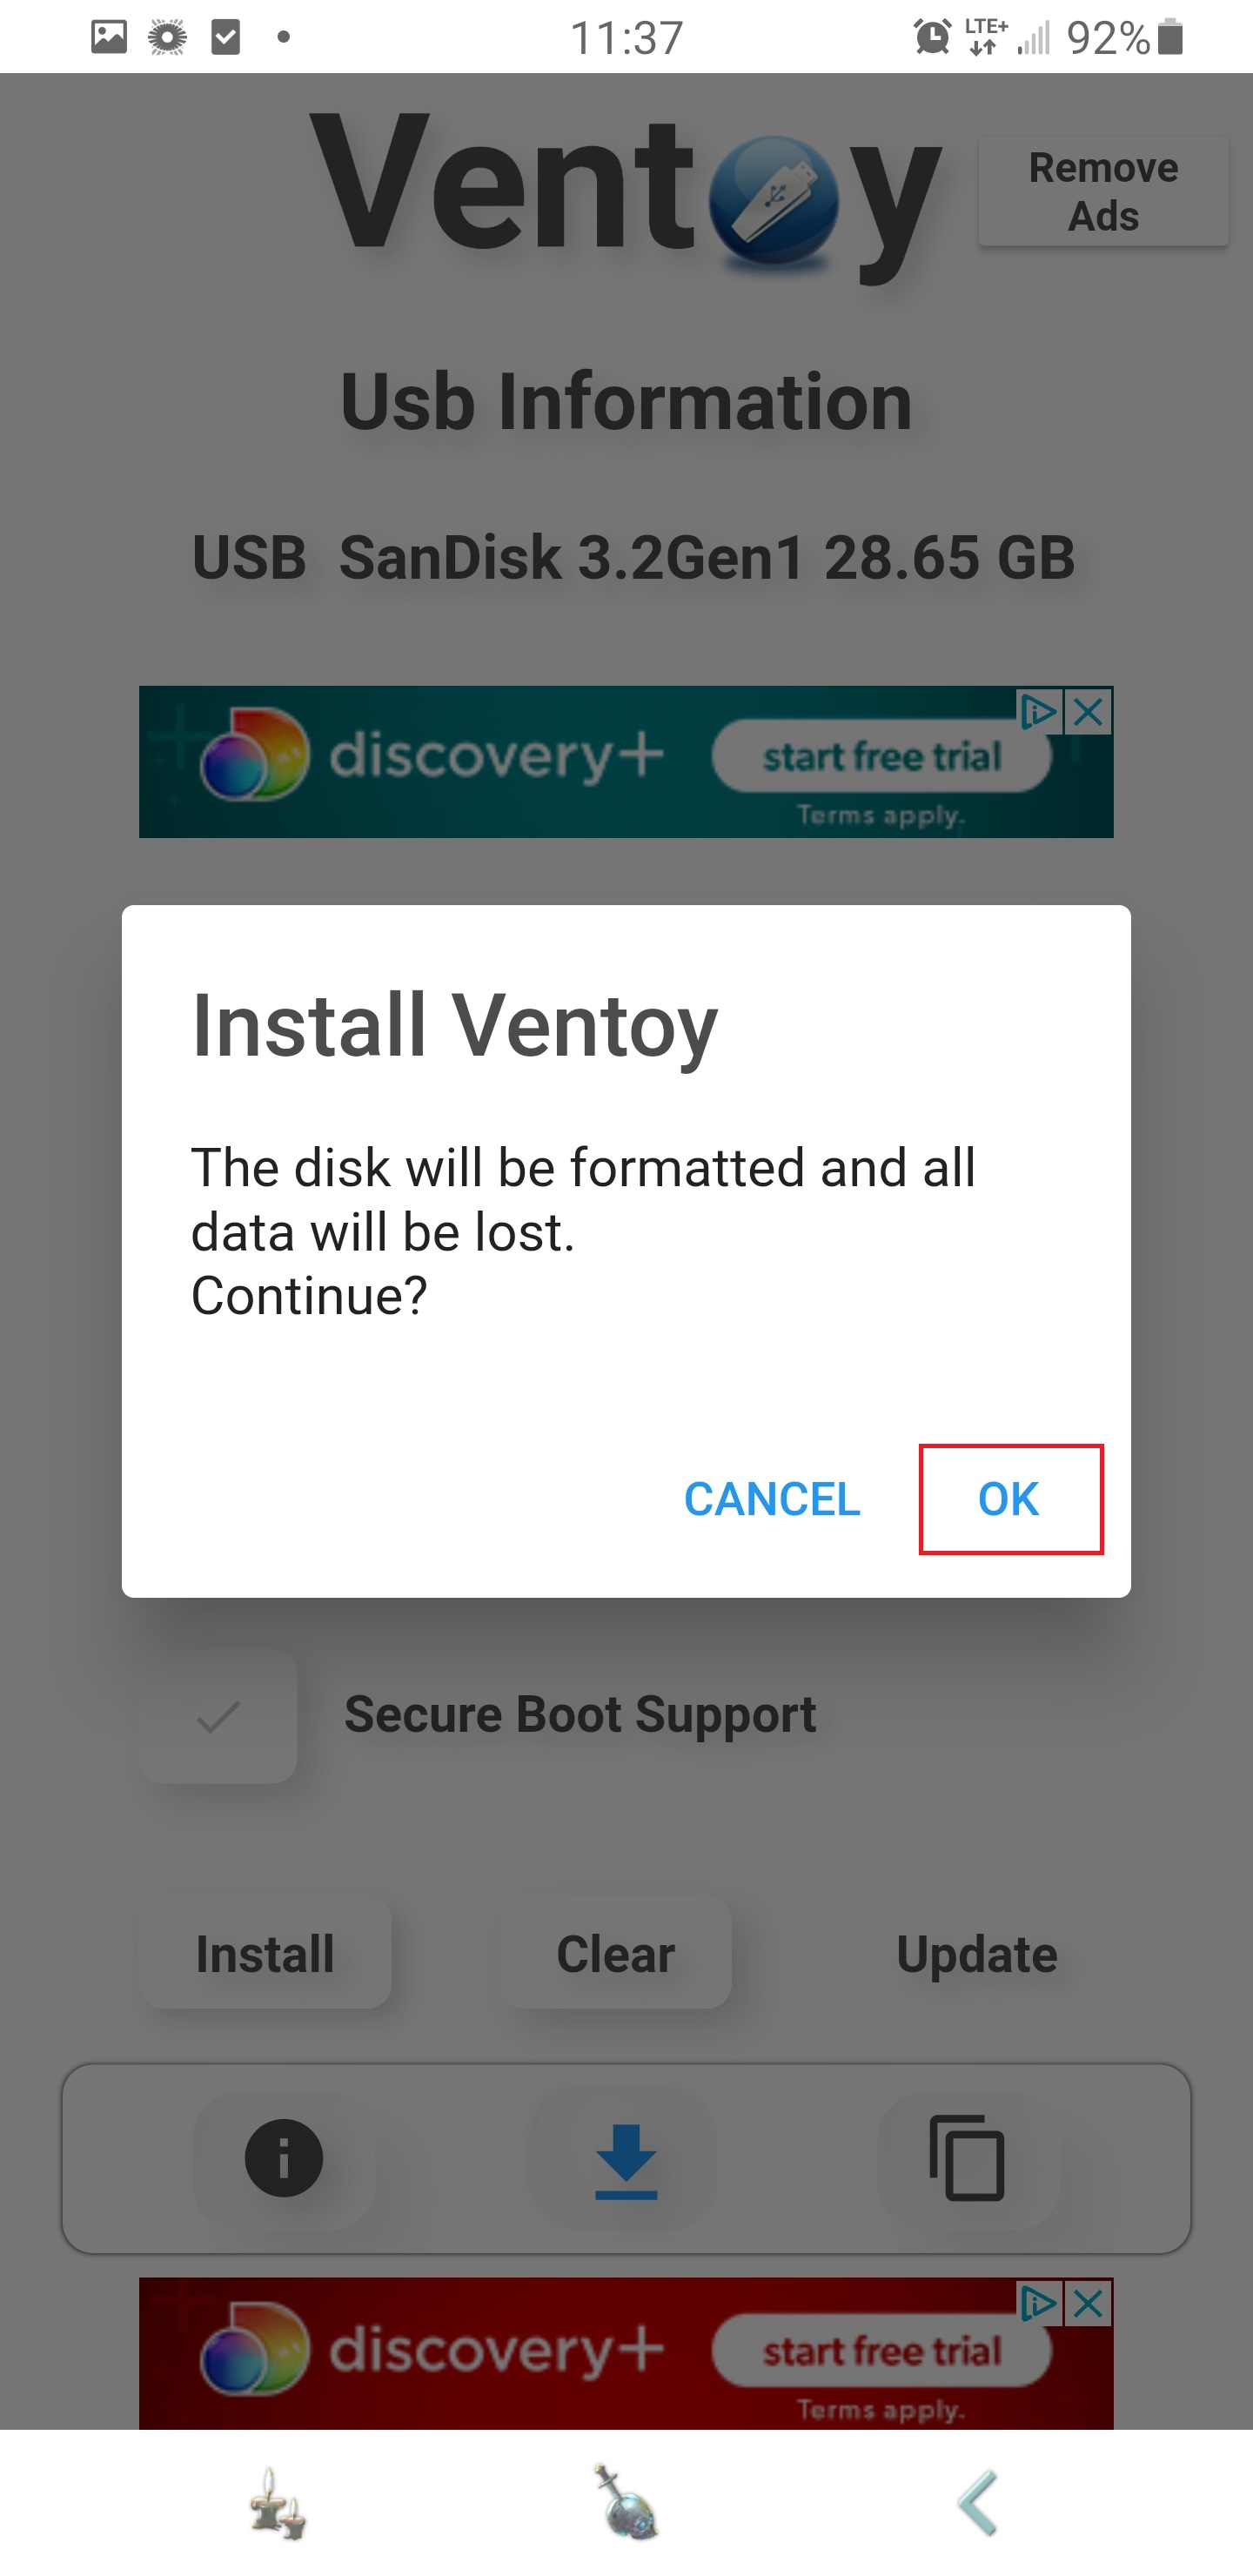 11:37
LTE+
92%
Ventoy
Remove
Ads
Usb Information
USB SanDisk 3.2Gen1 28.65 GB
discovery+
start free trial
Terms apply.
Install Ventoy
The disk will be formatted and all
data will be lost.
Continue?
CANCEL
OK
Secure Boot Support
Install
Clear
Update
discovery+
start free trial
Terms apply.